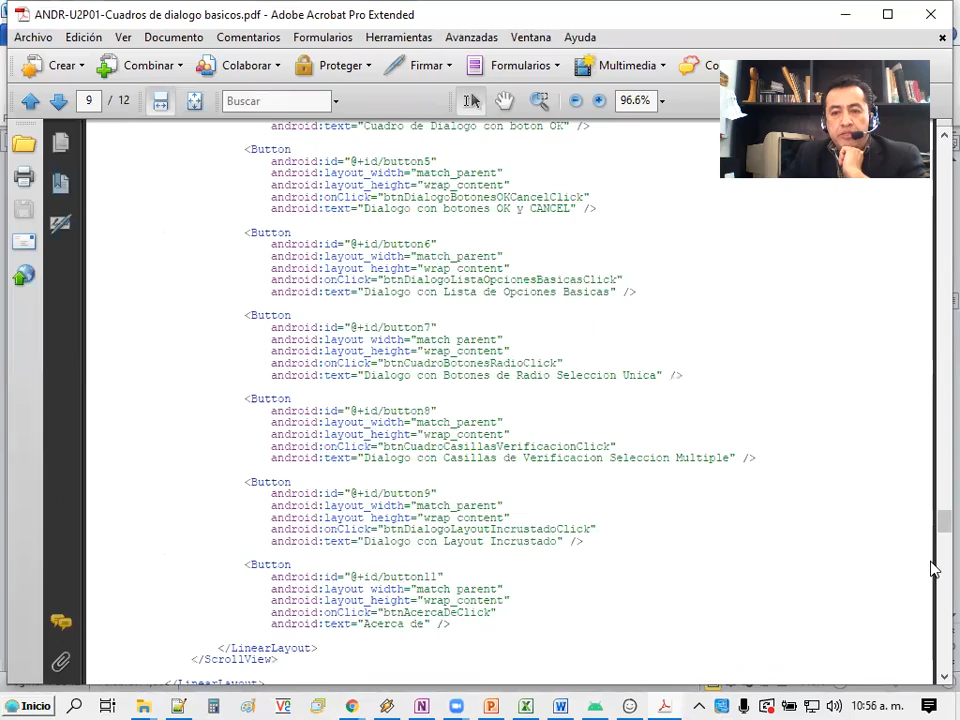 ANDR-U2P01-Cuadros de dialogo basicos.pdf - Adobe Acrobat Pro Extended
Archivo Edición Ver Documento Comentarios Formularios Herramientas Avanzadas Ventana Ayuda
Crear Combinar Colaborar Proteger Firmar Formularios Multimedia Co
9 / 12 Buscar 96.6%
android:text="Cuadro de Dialogo con boton OK" />
<Button
android:id="@+id/button5"
android:layout_width="match_parent"
android:layout_height="wrap_content"
android:onClick="btnDialogoBotonesOKCancelClick"
android:text="Dialogo con botones OK y CANCEL" />
<Button
android:id="@+id/button6"
android:layout_width="match_parent"
android:layout_height="wrap_content"
android:onClick="btnDialogoListaOpcionesBasicasClick"
android:text="Dialogo con Lista de Opciones Basicas" />
<Button
android:id="@+id/button7"
android:layout_width="match_parent"
android:layout_height="wrap_content"
android:onClick="btnCuadroBotonesRadioClick"
android:text="Dialogo con Botones de Radio Seleccion Unica" />
<Button
android:id="@+id/button8"
android:layout_width="match_parent"
android:layout_height="wrap_content"
android:onClick="btnCuadroCasillasVerificacionClick"
android:text="Dialogo con Casillas de Verificacion Seleccion Multiple" />
<Button
android:id="@+id/button9"
android:layout_width="match_parent"
android:layout_height="wrap_content"
android:onClick="btnDialogoLayoutIncrustadoClick"
android:text="Dialogo con Layout Incrustado" />
<Button
android:id="@+id/button11"
android:layout_width="match_parent"
android:layout_height="wrap_content"
android:onClick="btnAcercaDeClick"
android:text="Acerca de" />
</LinearLayout>
</ScrollView>
</LinearLayout>
Inicio 10:56 a. m.